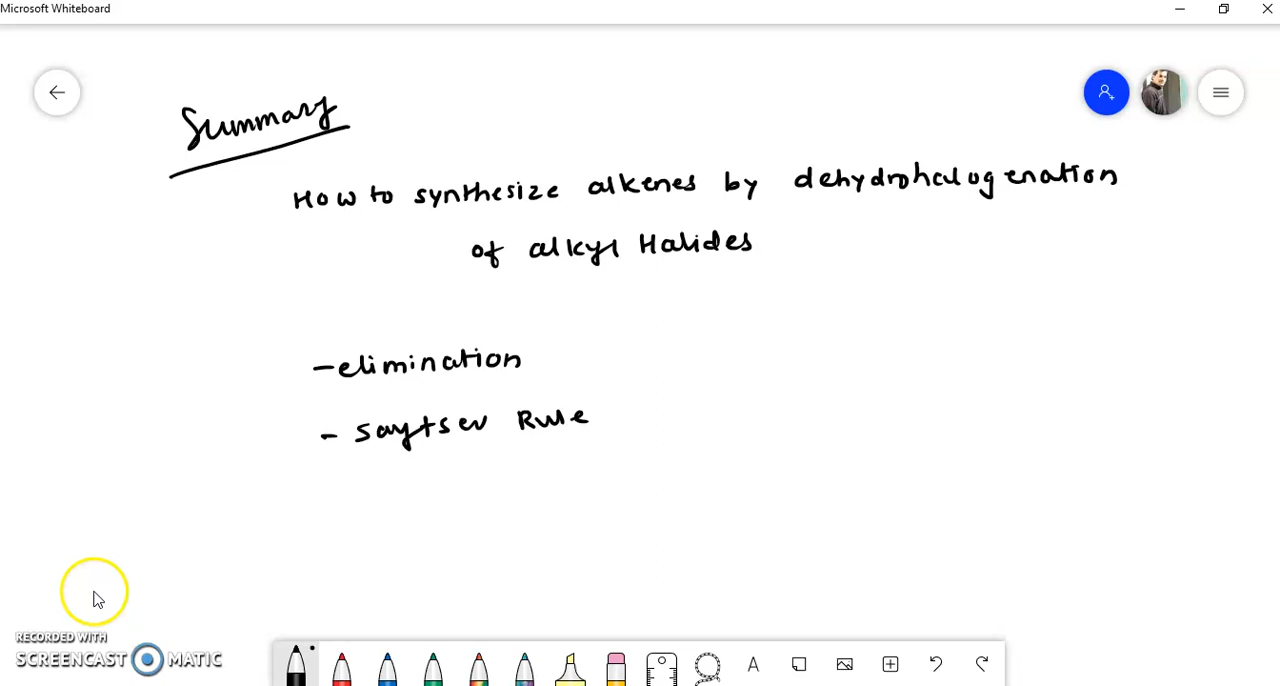 Microsoft Whiteboard
Summary
How to synthesize alkenes by dehydrohalogenation
of alkyl Halides
- elimination
- Saytsev Rule
RECORDED WITH
SCREENCAST MATIC
A